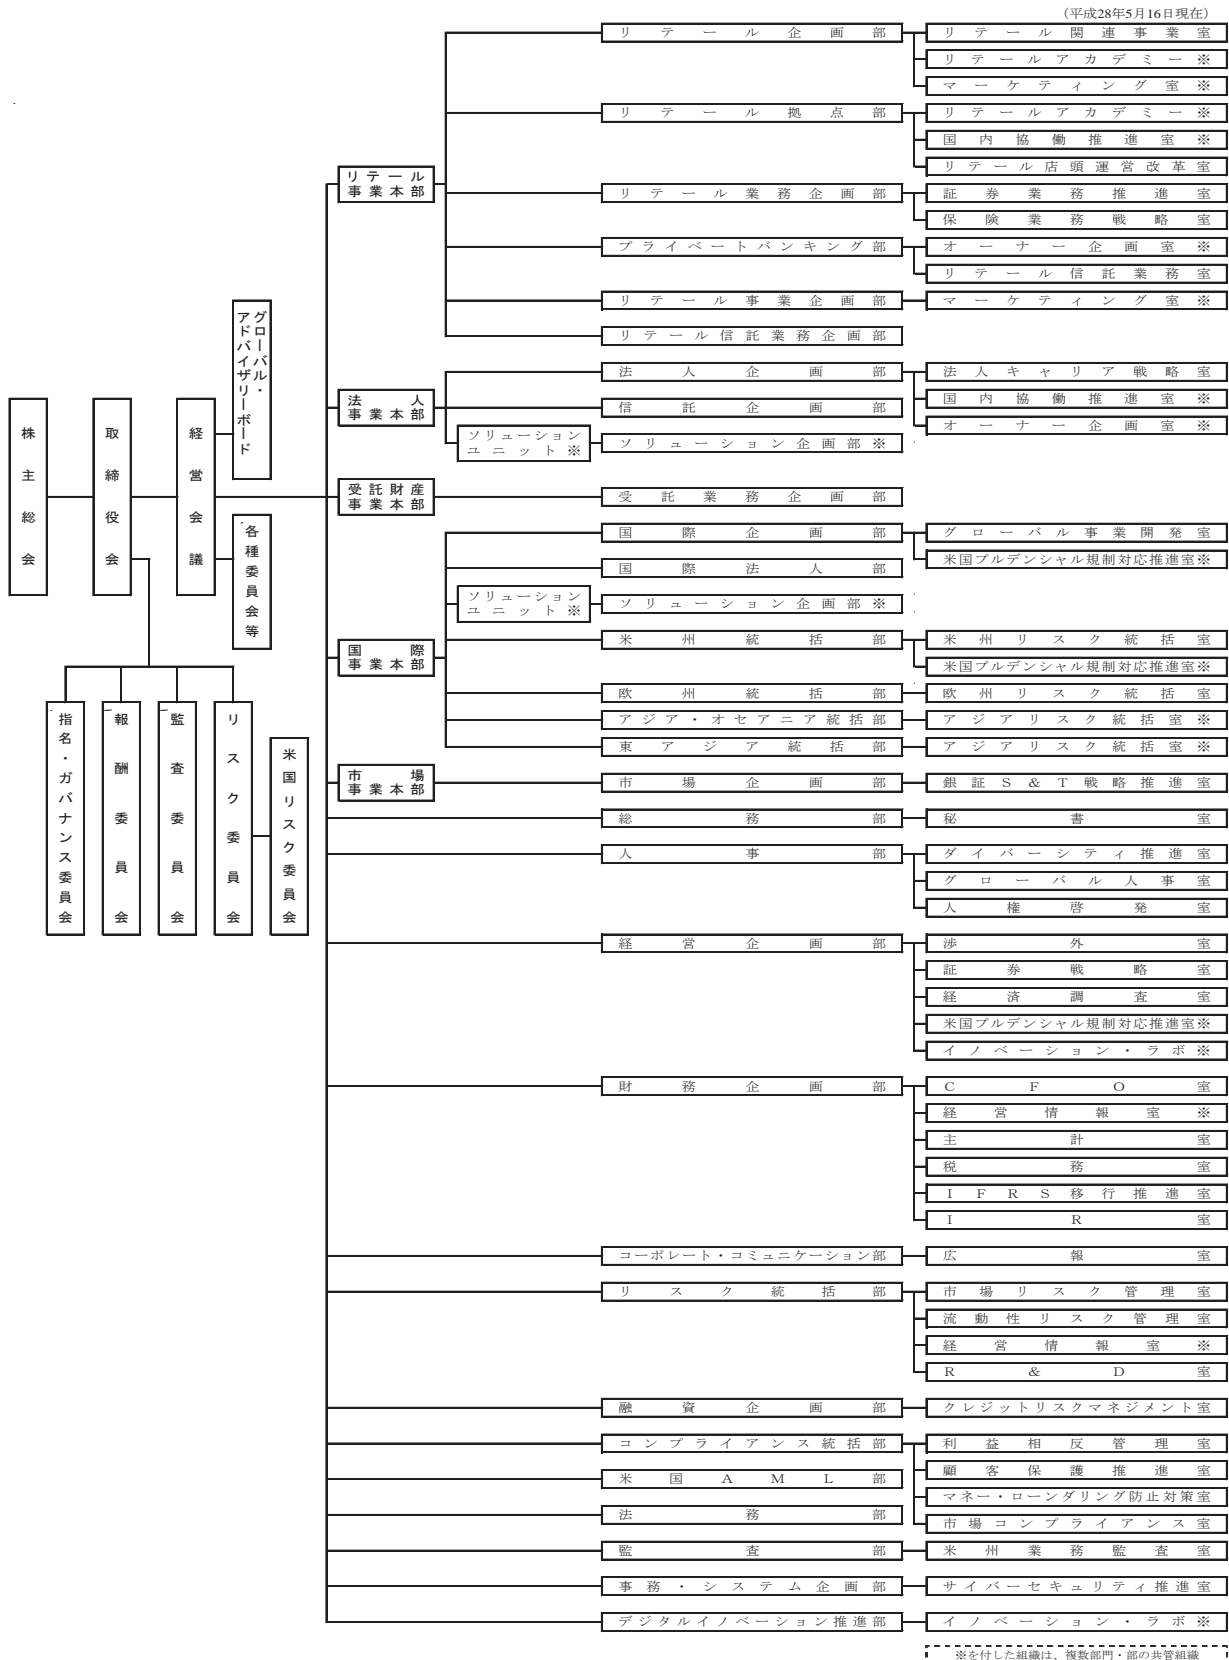 (平成28年5月16日現在)
リテール企画部
リテール関連事業室
リテールアカデミー※
マーケティング室※
リテール拠点部
リテールアカデミー※
国内協働推進室※
リテール店頭運営改革室
リテール
事業本部
リテール業務企画部
証券業務推進室
保険業務戦略室
プライベートバンキング部
オーナー企画室※
リテール信託業務室
リテール事業企画部
マーケティング室※
リテール信託業務企画部
グローバル・
アドバイザリーボード
株主総会
取締役会
経営会議
各種委員会等
法人
事業本部
法人企画部
法人キャリア戦略室
国内協働推進室※
オーナー企画室※
信託企画部
ソリューション
ユニット※
ソリューション企画部※
受託財産
事業本部
受託業務企画部
国際
事業本部
国際企画部
グローバル事業開発室
米国プルデンシャル規制対応推進室※
国際法人部
ソリューション
ユニット※
ソリューション企画部※
米州統括部
米州リスク統括室
米国プルデンシャル規制対応推進室※
欧州統括部
欧州リスク統括室
アジア・オセアニア統括部
アジアリスク統括室※
東アジア統括部
アジアリスク統括室※
指名・ガバナンス委員会
報酬委員会
監査委員会
リスク委員会
米国リスク委員会
市場
事業本部
市場企画部
銀証S&T戦略推進室
総務部
秘書室
人事部
ダイバーシティ推進室
グローバル人事室
人権啓発室
経営企画部
渉外室
証券戦略室
経済調査室
米国プルデンシャル規制対応推進室※
イノベーション・ラボ※
財務企画部
CFO室
経営情報室※
主計室
税務室
IFRS移行推進室
IR室
コーポレート・コミュニケーション部
広報室
リスク統括部
市場リスク管理室
流動性リスク管理室
経営情報室※
R&D室
融資企画部
クレジットリスクマネジメント室
コンプライアンス統括部
利益相反管理室
顧客保護推進室
マネー・ローンダリング防止対策室
市場コンプライアンス室
米国AML部
法務部
監査部
米州業務監査室
事務・システム企画部
サイバーセキュリティ推進室
デジタルイノベーション推進部
イノベーション・ラボ※
※を付した組織は、複数部門・部の共管組織